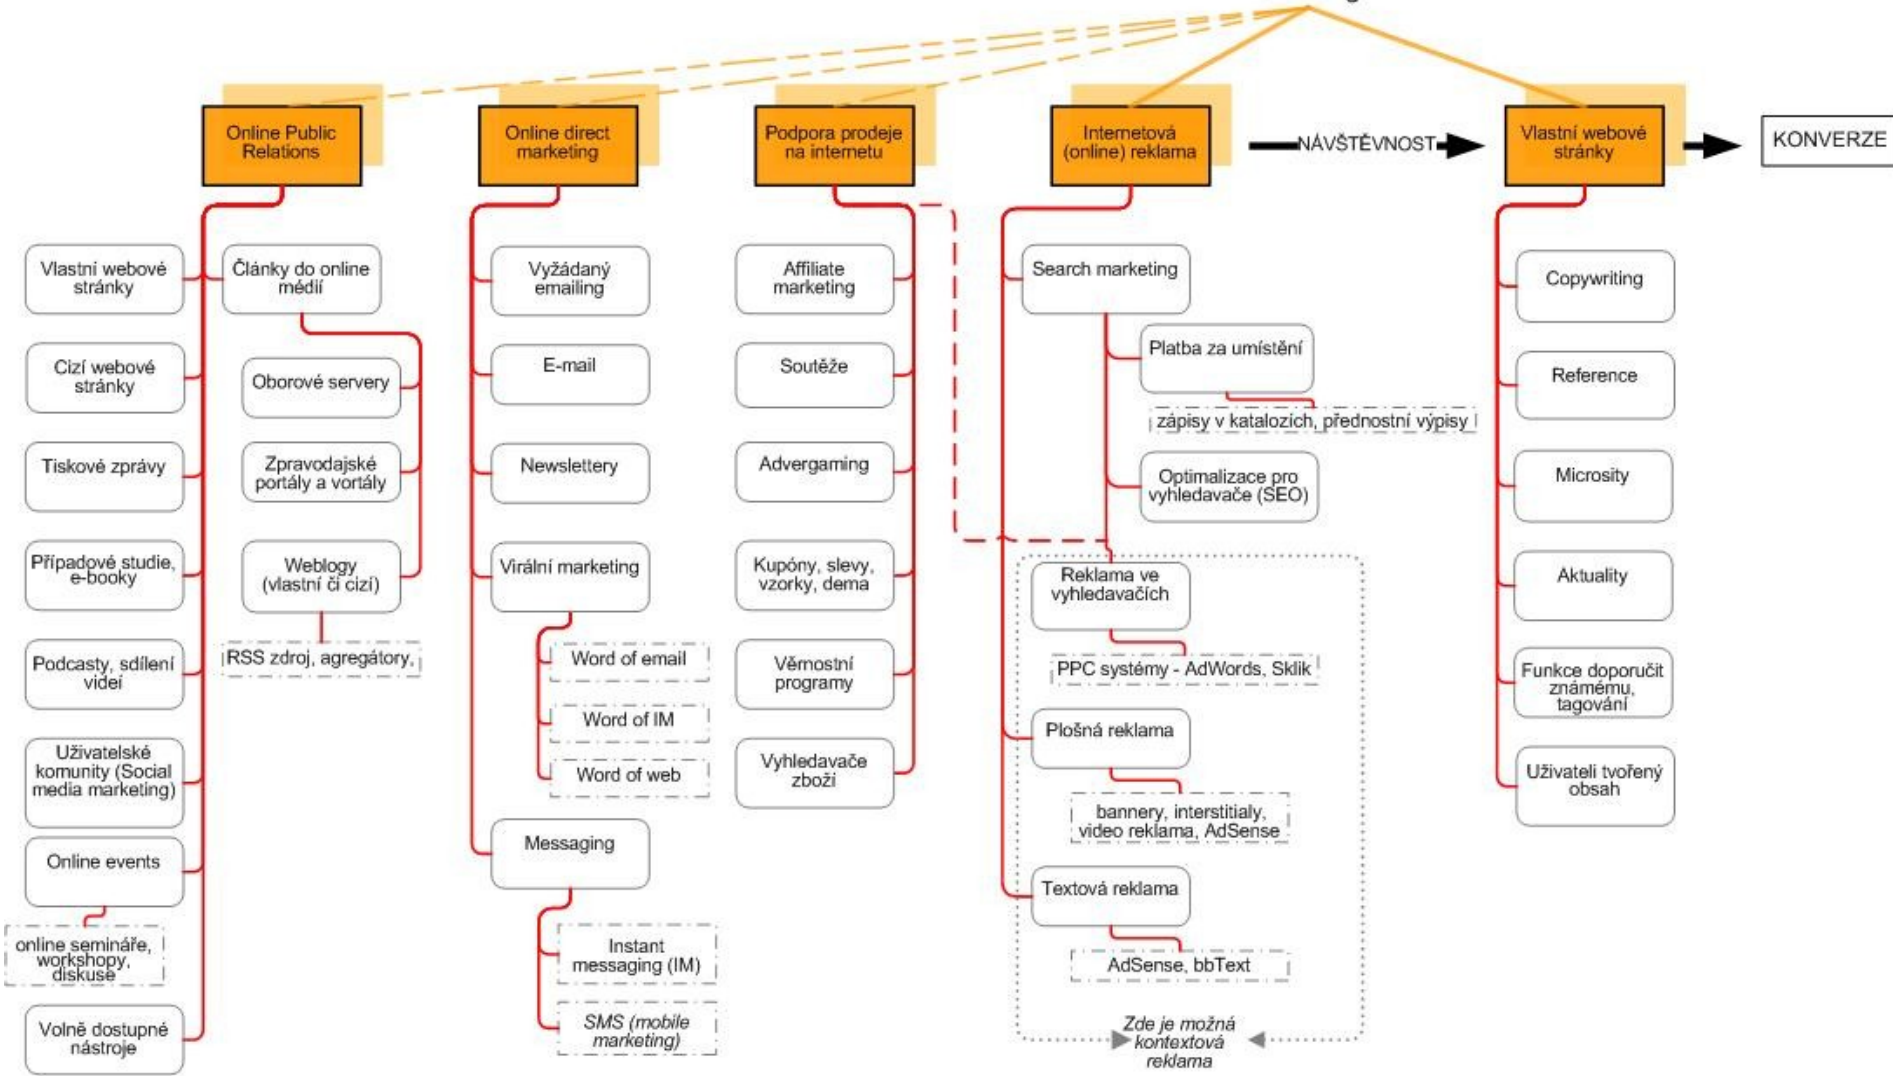 Online Public
Relations
Online direct
marketing
Podpora prodeje
na internetu
Internetová
(online) reklama
NÁVŠTĚVNOST
Vlastní webové
stránky
KONVERZE
Vlastní webové
stránky
Cizí webové
stránky
Tiskové zprávy
Případové studie,
e-booky
Podcasty, sdílení
videí
Uživatelské
komunity (Social
media marketing)
Online events
online semináře,
workshopy,
diskuse
Volně dostupné
nástroje
Články do online
médií
Oborové servery
Zpravodajské
portály a vortály
Weblogy
(vlastní či cizí)
RSS zdroj, agregátory,
Vyžádaný
emailing
E-mail
Newslettery
Virální marketing
Word of email
Word of IM
Word of web
Messaging
Instant
messaging (IM)
SMS (mobile
marketing)
Affiliate
marketing
Soutěže
Advergaming
Kupóny, slevy,
vzorky, dema
Věrnostní
programy
Vyhledavače
zboží
Search marketing
Platba za umístění
zápisy v katalozích, přednostní výpisy
Optimalizace pro
vyhledavače (SEO)
Reklama ve
vyhledavačích
PPC systémy - AdWords, Sklik
Plošná reklama
bannery, interstitialy,
video reklama, AdSense
Textová reklama
AdSense, bbText
Zde je možná
kontextová
reklama
Copywriting
Reference
Microsity
Aktuality
Funkce doporučit
známému,
tagování
Uživateli tvořený
obsah